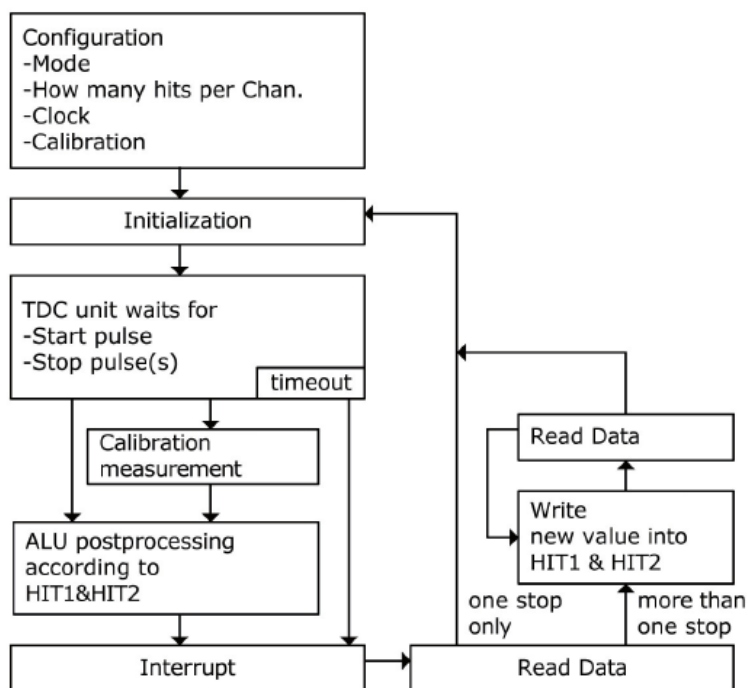 Configuration
-Mode
-How many hits per Chan.
-Clock
-Calibration
Initialization
TDC unit waits for
-Start pulse
-Stop pulse(s)
timeout
Calibration
measurement
ALU postprocessing
according to
HIT1&HIT2
Interrupt
Read Data
Write
new value into
HIT1 & HIT2
one stop
only
more than
one stop
Read Data